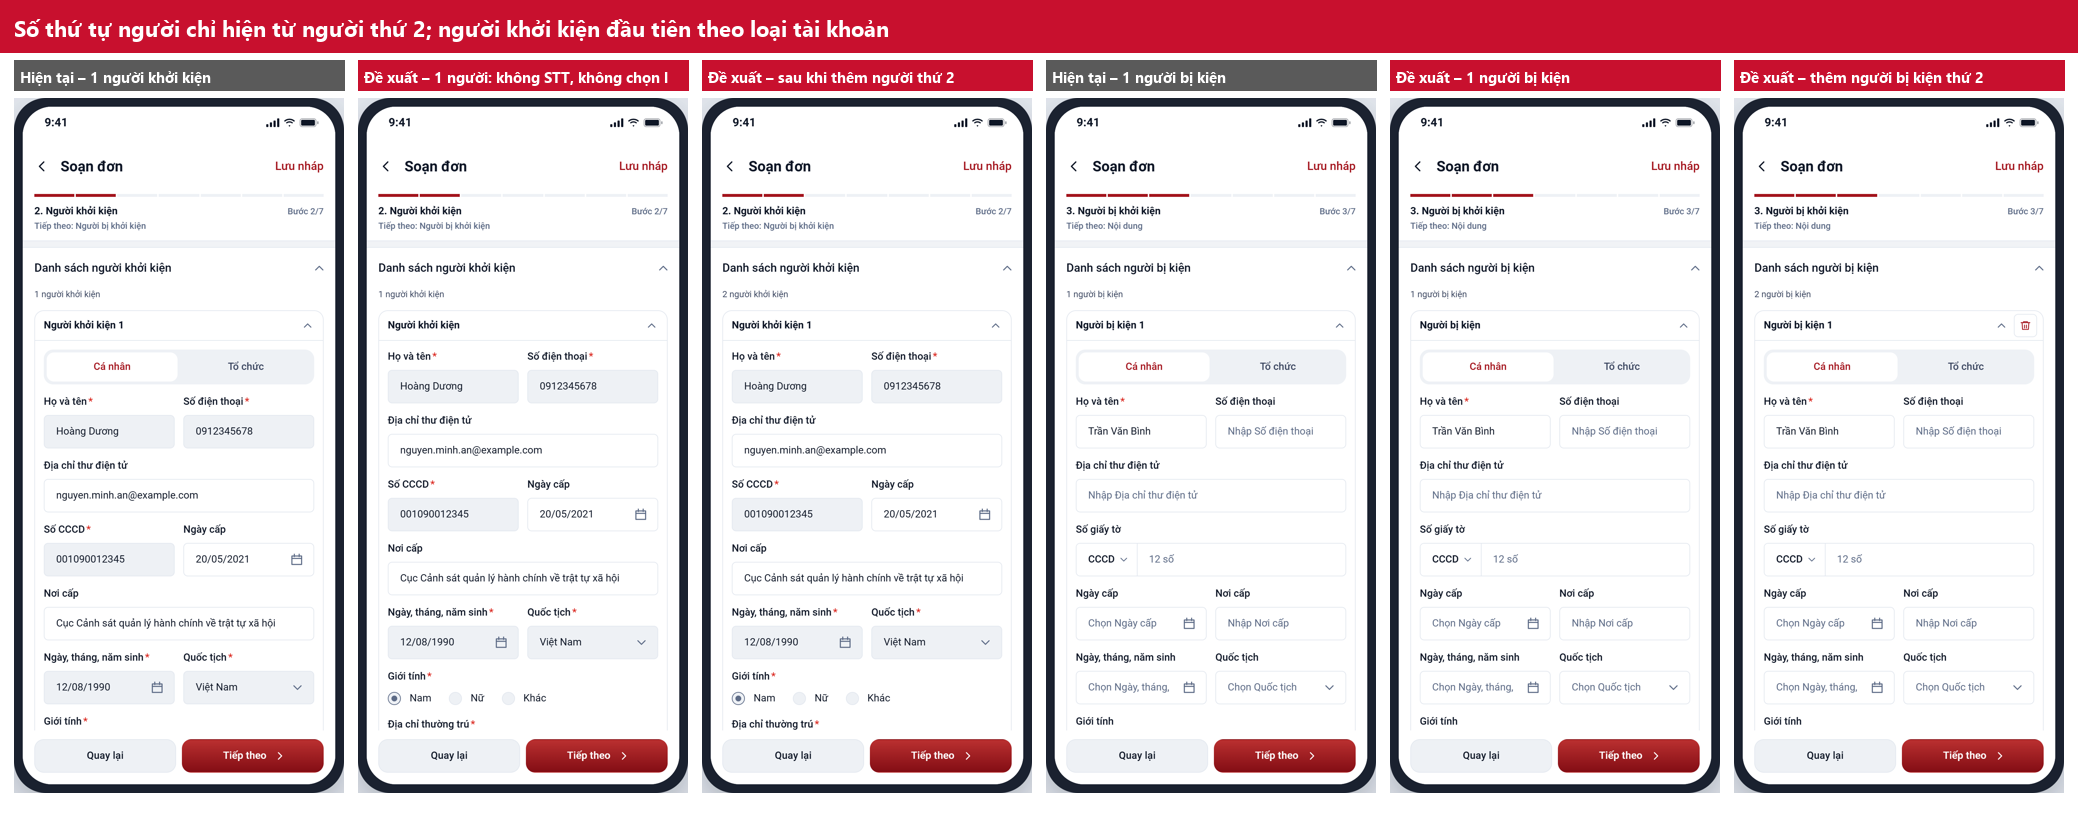 Số thứ tự người chỉ hiện từ người thứ 2; người khởi kiện đầu tiên theo loại tài khoản
Hiện tại – 1 người khởi kiện
9:41
Soạn đơn
Lưu nháp
2. Người khởi kiện
Bước 2/7
Tiếp theo: Người bị khởi kiện
Danh sách người khởi kiện
1 người khởi kiện
Người khởi kiện 1
Cá nhân
Tổ chức
Họ và tên*
Số điện thoại*
Hoàng Dương
0912345678
Địa chỉ thư điện tử
nguyen.minh.an@example.com
Số CCCD*
Ngày cấp
001090012345
20/05/2021
Nơi cấp
Cục Cảnh sát quản lý hành chính về trật tự xã hội
Ngày, tháng, năm sinh*
Quốc tịch*
12/08/1990
Việt Nam
Giới tính*
Quay lại
Tiếp theo
Đề xuất – 1 người: không STT, không chọn l
9:41
Soạn đơn
Lưu nháp
2. Người khởi kiện
Bước 2/7
Tiếp theo: Người bị khởi kiện
Danh sách người khởi kiện
1 người khởi kiện
Người khởi kiện
Họ và tên*
Số điện thoại*
Hoàng Dương
0912345678
Địa chỉ thư điện tử
nguyen.minh.an@example.com
Số CCCD*
Ngày cấp
001090012345
20/05/2021
Nơi cấp
Cục Cảnh sát quản lý hành chính về trật tự xã hội
Ngày, tháng, năm sinh*
Quốc tịch*
12/08/1990
Việt Nam
Giới tính*
Nam
Nữ
Khác
Địa chỉ thường trú*
Quay lại
Tiếp theo
Đề xuất – sau khi thêm người thứ 2
9:41
Soạn đơn
Lưu nháp
2. Người khởi kiện
Bước 2/7
Tiếp theo: Người bị khởi kiện
Danh sách người khởi kiện
2 người khởi kiện
Người khởi kiện 1
Họ và tên*
Số điện thoại*
Hoàng Dương
0912345678
Địa chỉ thư điện tử
nguyen.minh.an@example.com
Số CCCD*
Ngày cấp
001090012345
20/05/2021
Nơi cấp
Cục Cảnh sát quản lý hành chính về trật tự xã hội
Ngày, tháng, năm sinh*
Quốc tịch*
12/08/1990
Việt Nam
Giới tính*
Nam
Nữ
Khác
Địa chỉ thường trú*
Quay lại
Tiếp theo
Hiện tại – 1 người bị kiện
9:41
Soạn đơn
Lưu nháp
3. Người bị khởi kiện
Bước 3/7
Tiếp theo: Nội dung
Danh sách người bị kiện
1 người bị kiện
Người bị kiện 1
Cá nhân
Tổ chức
Họ và tên*
Số điện thoại
Trần Văn Bình
Nhập Số điện thoại
Địa chỉ thư điện tử
Nhập Địa chỉ thư điện tử
Số giấy tờ
CCCD
12 số
Ngày cấp
Nơi cấp
Chọn Ngày cấp
Nhập Nơi cấp
Ngày, tháng, năm sinh
Quốc tịch
Chọn Ngày, tháng,
Chọn Quốc tịch
Giới tính
Quay lại
Tiếp theo
Đề xuất – 1 người bị kiện
9:41
Soạn đơn
Lưu nháp
3. Người bị khởi kiện
Bước 3/7
Tiếp theo: Nội dung
Danh sách người bị kiện
1 người bị kiện
Người bị kiện
Cá nhân
Tổ chức
Họ và tên*
Số điện thoại
Trần Văn Bình
Nhập Số điện thoại
Địa chỉ thư điện tử
Nhập Địa chỉ thư điện tử
Số giấy tờ
CCCD
12 số
Ngày cấp
Nơi cấp
Chọn Ngày cấp
Nhập Nơi cấp
Ngày, tháng, năm sinh
Quốc tịch
Chọn Ngày, tháng,
Chọn Quốc tịch
Giới tính
Quay lại
Tiếp theo
Đề xuất – thêm người bị kiện thứ 2
9:41
Soạn đơn
Lưu nháp
3. Người bị khởi kiện
Bước 3/7
Tiếp theo: Nội dung
Danh sách người bị kiện
2 người bị kiện
Người bị kiện 1
Cá nhân
Tổ chức
Họ và tên*
Số điện thoại
Trần Văn Bình
Nhập Số điện thoại
Địa chỉ thư điện tử
Nhập Địa chỉ thư điện tử
Số giấy tờ
CCCD
12 số
Ngày cấp
Nơi cấp
Chọn Ngày cấp
Nhập Nơi cấp
Ngày, tháng, năm sinh
Quốc tịch
Chọn Ngày, tháng,
Chọn Quốc tịch
Giới tính
Quay lại
Tiếp theo